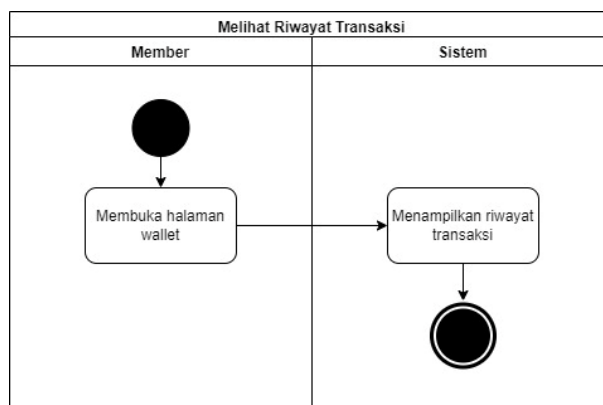 Melihat Riwayat Transaksi
Member
Sistem
Membuka halaman
wallet
Menampilkan riwayat
transaksi